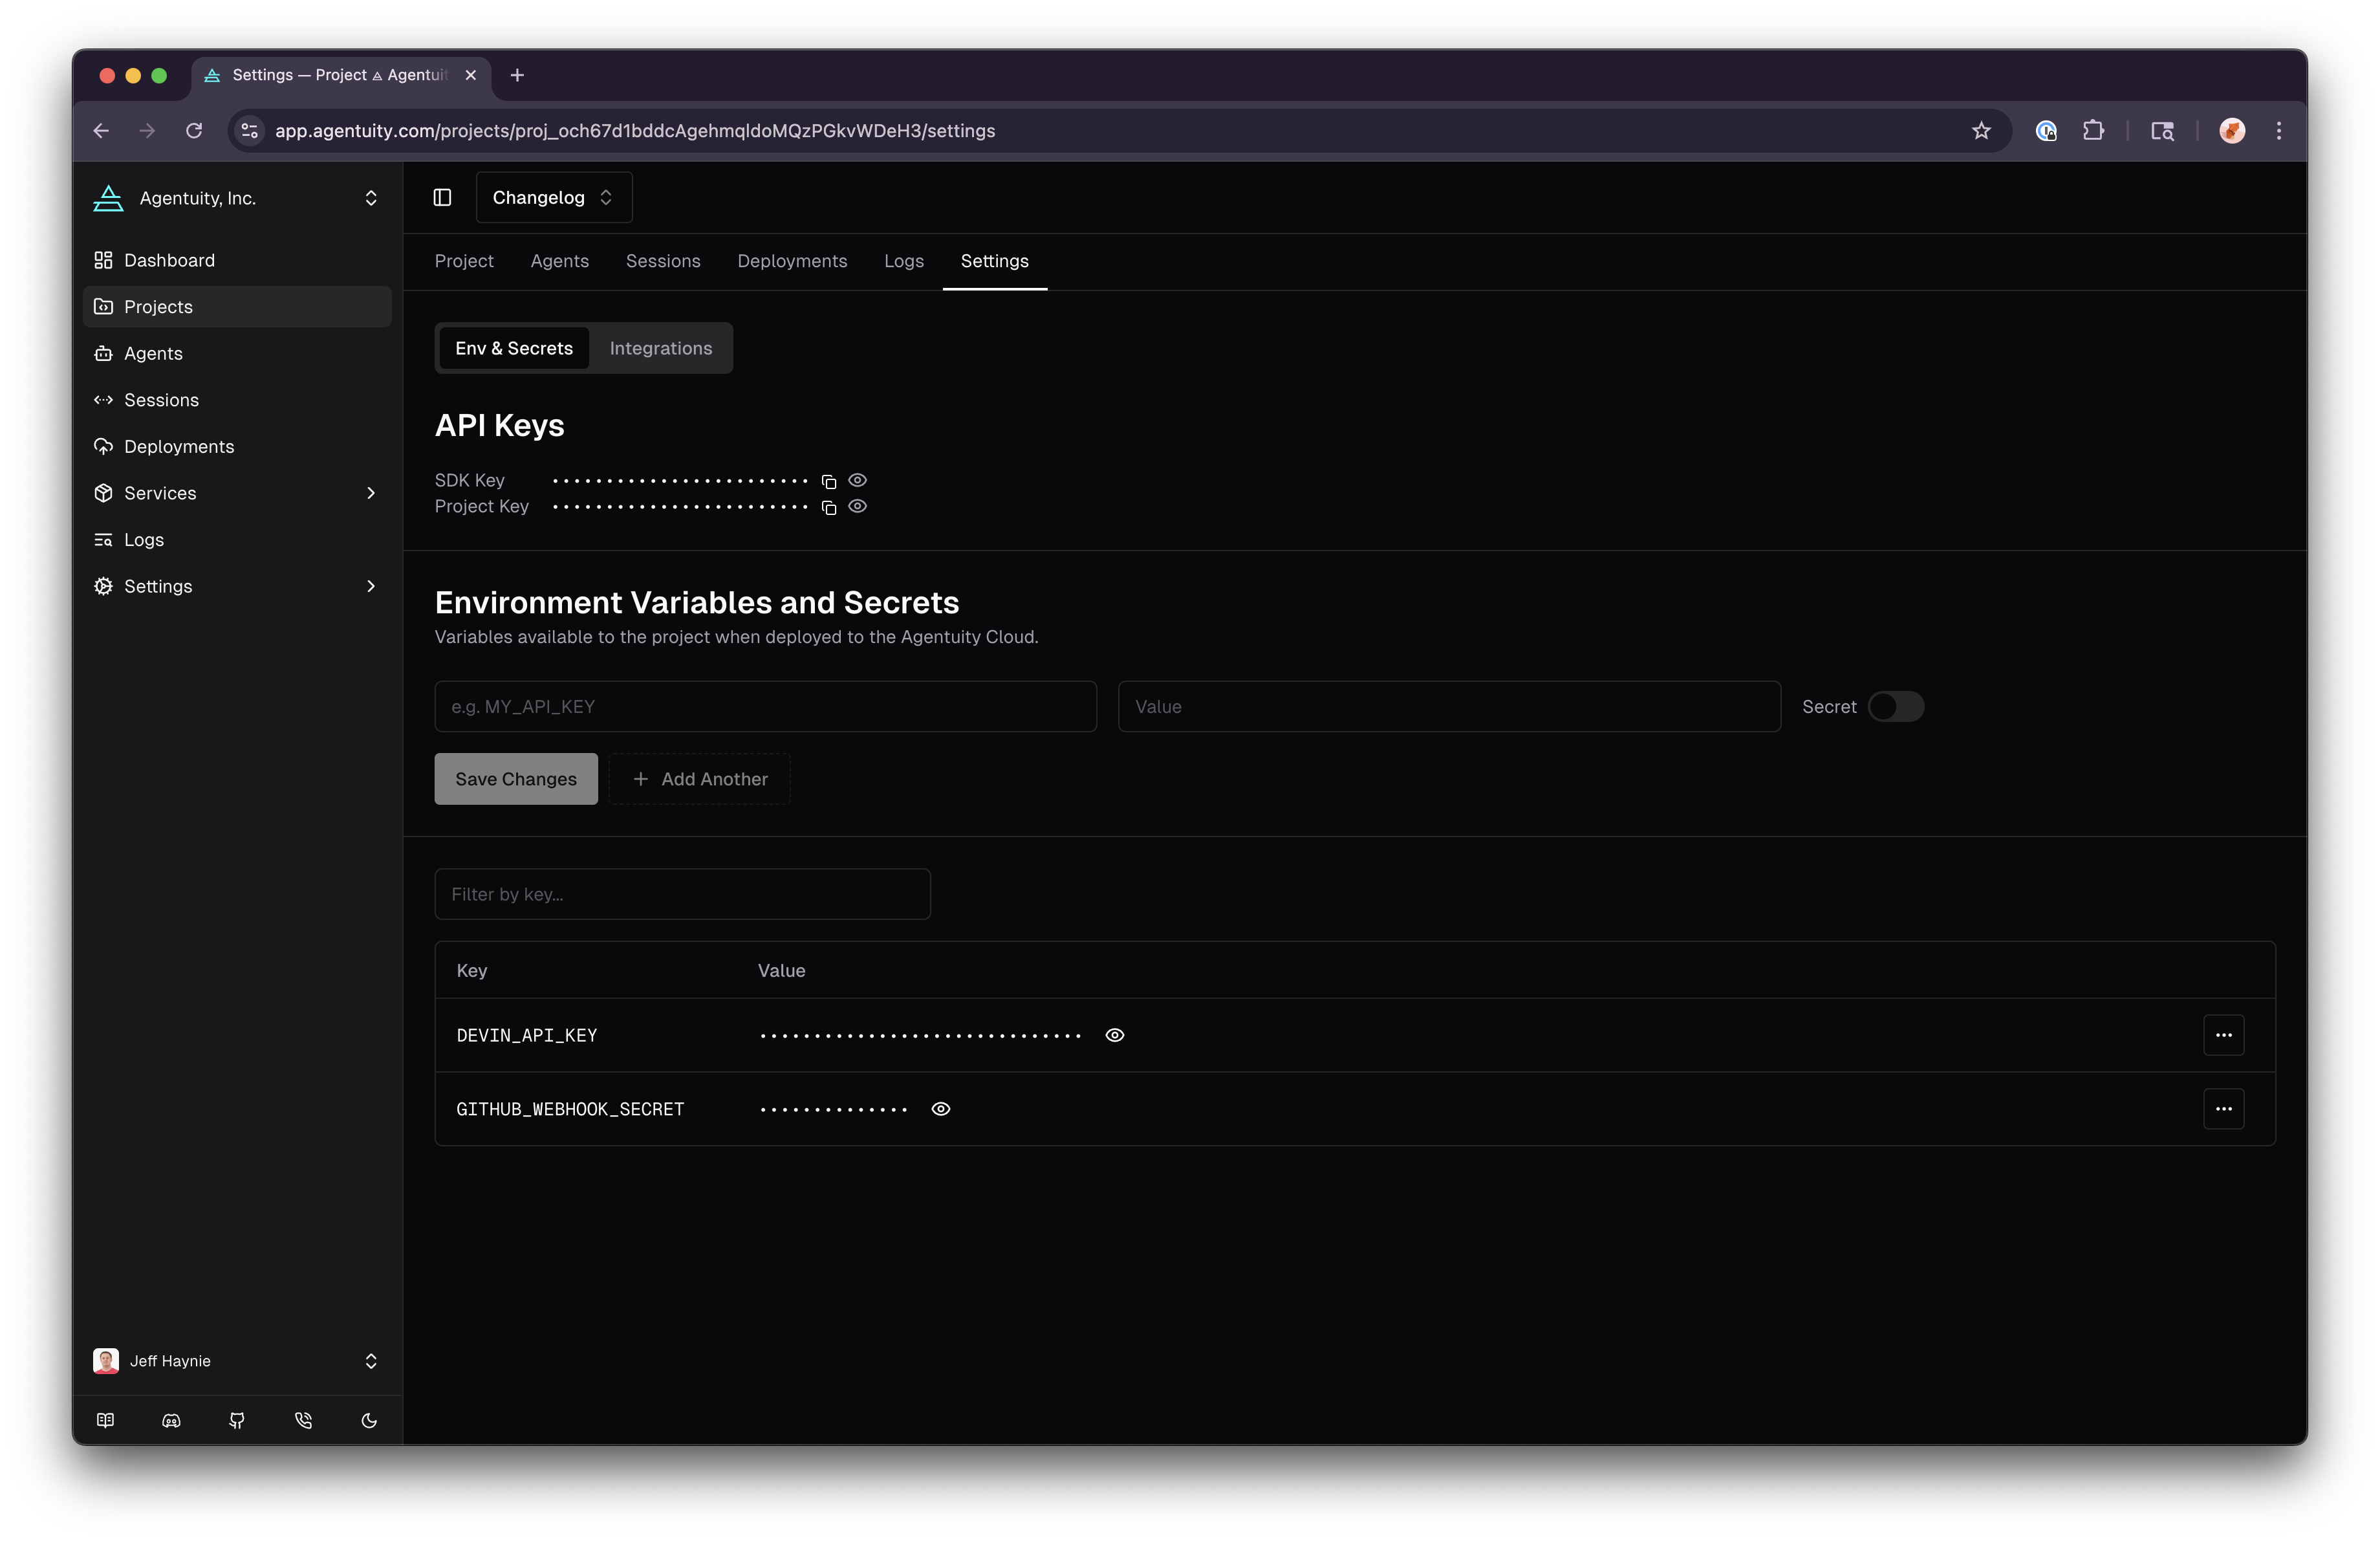 Settings — Project ⟁ Agentuit
app.agentuity.com/projects/proj_och67d1bddcAgehmqldoMQzPGkvWDeH3/settings
Agentuity, Inc.
Changelog
Dashboard
Projects
Agents
Sessions
Deployments
Services
Logs
Settings
Project Agents Sessions Deployments Logs Settings
Env & Secrets Integrations
API Keys
SDK Key ••••••••••••••••••••••••
Project Key ••••••••••••••••••••••••
Environment Variables and Secrets
Variables available to the project when deployed to the Agentuity Cloud.
e.g. MY_API_KEY Value Secret
Save Changes + Add Another
Filter by key...
Key Value
DEVIN_API_KEY ••••••••••••••••••••••••••••••
GITHUB_WEBHOOK_SECRET ••••••••••••••
Jeff Haynie